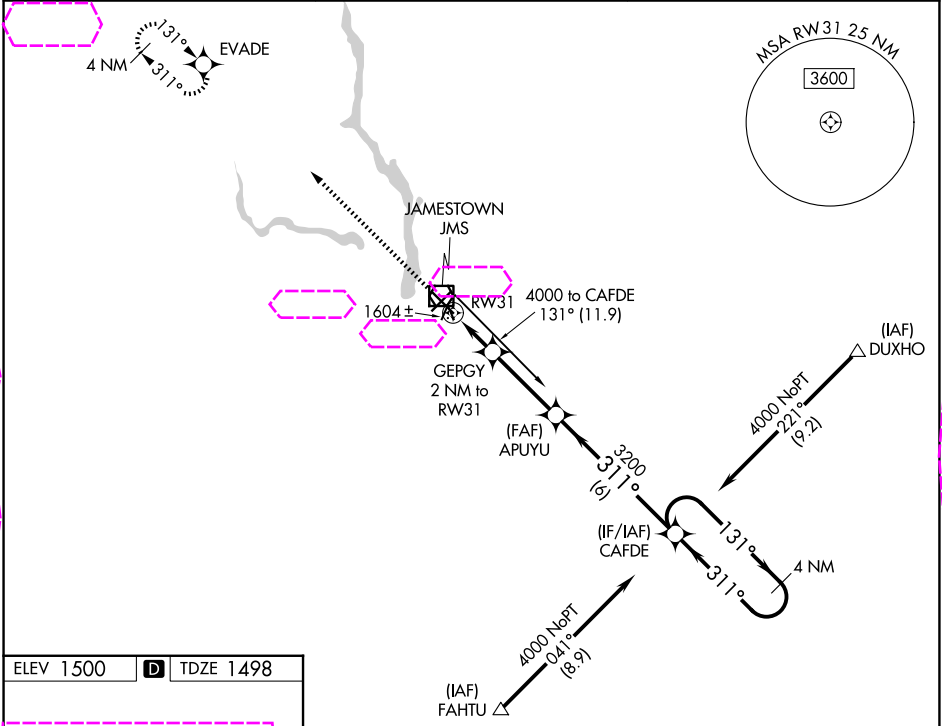 131°
EVADE
4 NM
311°
MSA RW31 25 NM
3600
JAMESTOWN
JMS
RW31
1604±
4000 to CAFDE
131° (11.9)
(IAF)
DUXHO
GEPGY
2 NM to
RW31
4000 NoPT
221°
(9.2)
(FAF)
APUYU
3200
311°
(6)
(IF/IAF)
CAFDE
131°
4 NM
311°
4000 NoPT
041°
(8.9)
ELEV 1500 D TDZE 1498
(IAF)
FAHTU